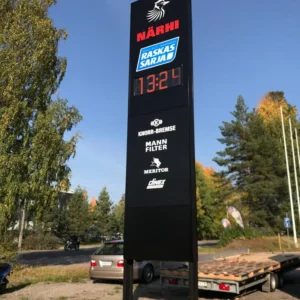 NÄRHI
RASKAS
SARJA
13:24
KNORR-BREMSE
MANN
FILTER
MERITOR